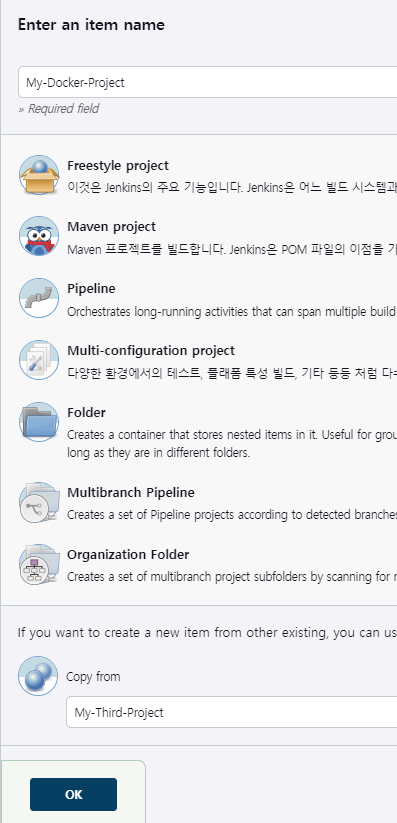 Enter an item name
My-Docker-Project
» Required field
Freestyle project
이것은 Jenkins의 주요 기능입니다. Jenkins은 어느 빌드 시스템과
Maven project
Maven 프로젝트를 빌드합니다. Jenkins은 POM 파일의 이점을 가
Pipeline
Orchestrates long-running activities that can span multiple build
Multi-configuration project
다양한 환경에서의 테스트, 플래폼 특성 빌드, 기타 등등 처럼 다수
Folder
Creates a container that stores nested items in it. Useful for grou
long as they are in different folders.
Multibranch Pipeline
Creates a set of Pipeline projects according to detected branches
Organization Folder
Creates a set of multibranch project subfolders by scanning for r
If you want to create a new item from other existing, you can us
Copy from
My-Third-Project
OK